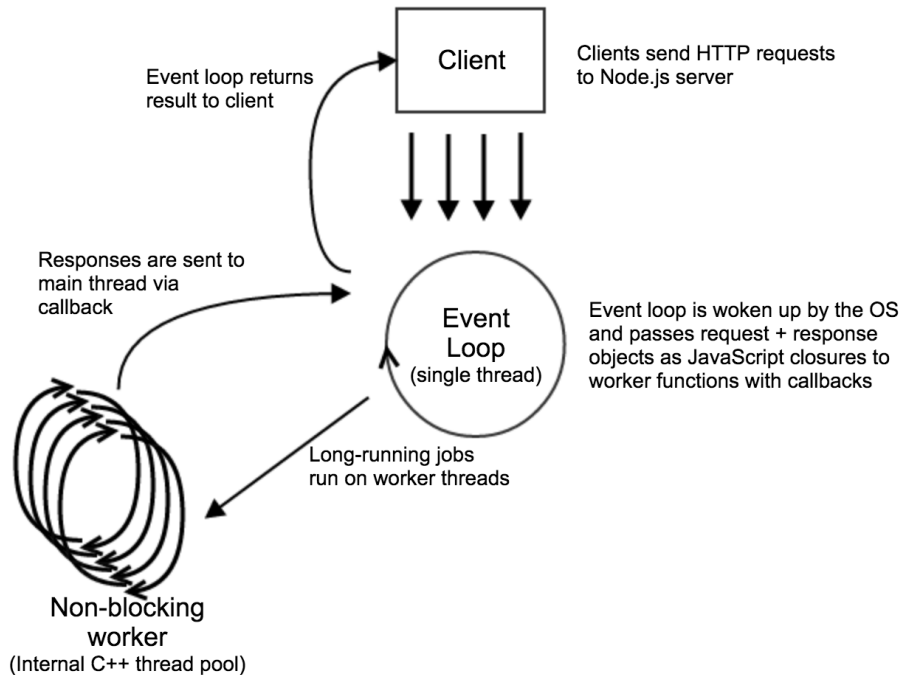 Client
Clients send HTTP requests
to Node.js server
Event loop returns
result to client
Responses are sent to
main thread via
callback
Event
Loop
(single thread)
Event loop is woken up by the OS
and passes request + response
objects as JavaScript closures to
worker functions with callbacks
Long-running jobs
run on worker threads
Non-blocking
worker
(Internal C++ thread pool)